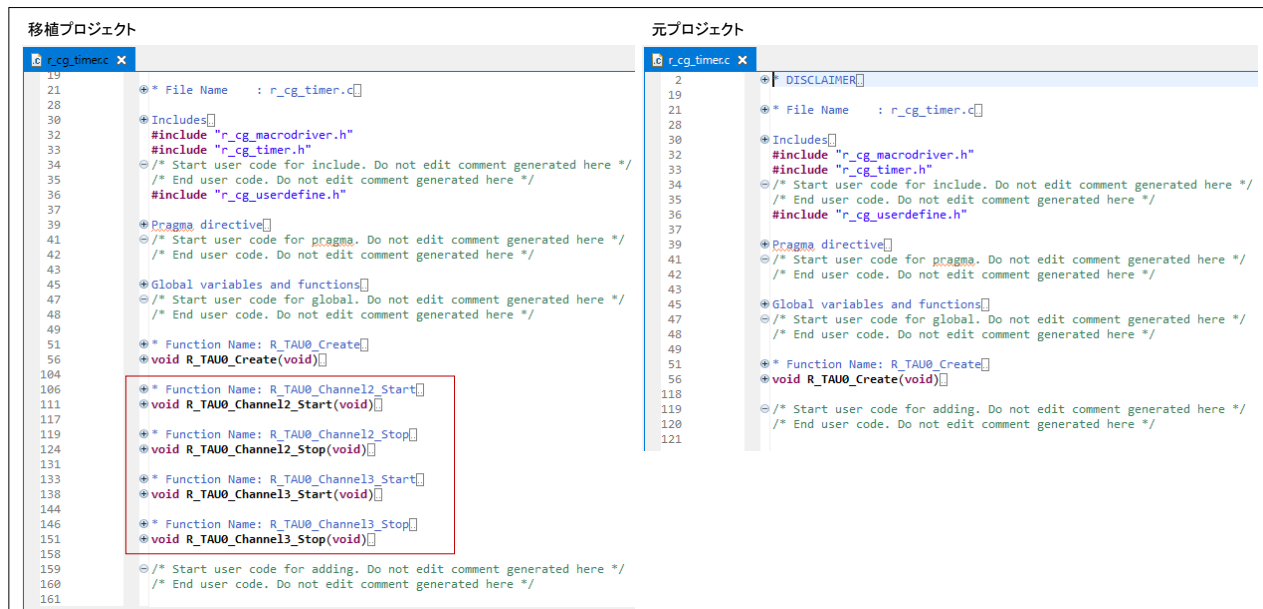 移植プロジェクト
r_cg_timer.c
19
21 * File Name    : r_cg_timer.c
28
30 Includes
32 #include "r_cg_macrodriver.h"
33 #include "r_cg_timer.h"
34 /* Start user code for include. Do not edit comment generated here */
35 /* End user code. Do not edit comment generated here */
36 #include "r_cg_userdefine.h"
37
39 Pragma directive
41 /* Start user code for pragma. Do not edit comment generated here */
42 /* End user code. Do not edit comment generated here */
43
45 Global variables and functions
47 /* Start user code for global. Do not edit comment generated here */
48 /* End user code. Do not edit comment generated here */
49
51 * Function Name: R_TAU0_Create
56 void R_TAU0_Create(void)
104
106 * Function Name: R_TAU0_Channel2_Start
111 void R_TAU0_Channel2_Start(void)
117
119 * Function Name: R_TAU0_Channel2_Stop
124 void R_TAU0_Channel2_Stop(void)
131
133 * Function Name: R_TAU0_Channel3_Start
138 void R_TAU0_Channel3_Start(void)
144
146 * Function Name: R_TAU0_Channel3_Stop
151 void R_TAU0_Channel3_Stop(void)
158
159 /* Start user code for adding. Do not edit comment generated here */
160 /* End user code. Do not edit comment generated here */
161
元プロジェクト
r_cg_timer.c
2 * DISCLAIMER
19
21 * File Name    : r_cg_timer.c
28
30 Includes
32 #include "r_cg_macrodriver.h"
33 #include "r_cg_timer.h"
34 /* Start user code for include. Do not edit comment generated here */
35 /* End user code. Do not edit comment generated here */
36 #include "r_cg_userdefine.h"
37
39 Pragma directive
41 /* Start user code for pragma. Do not edit comment generated here */
42 /* End user code. Do not edit comment generated here */
43
45 Global variables and functions
47 /* Start user code for global. Do not edit comment generated here */
48 /* End user code. Do not edit comment generated here */
49
51 * Function Name: R_TAU0_Create
56 void R_TAU0_Create(void)
118
119 /* Start user code for adding. Do not edit comment generated here */
120 /* End user code. Do not edit comment generated here */
121